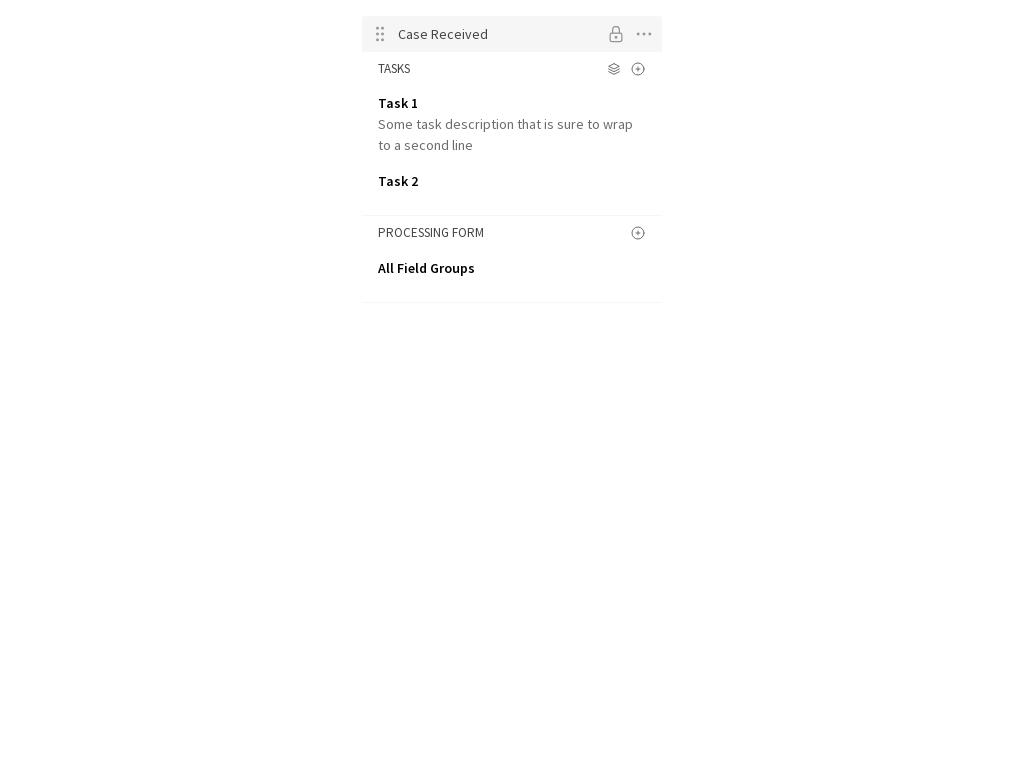 Case Received
TASKS
Task 1
Some task description that is sure to wrap
to a second line
Task 2
PROCESSING FORM
All Field Groups